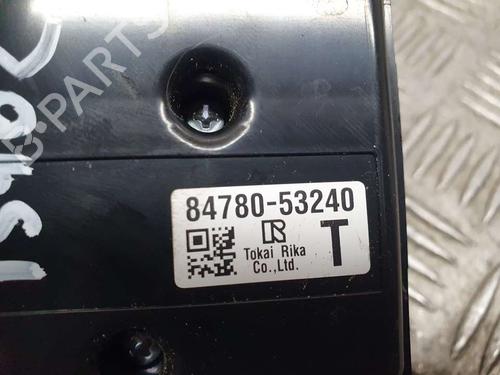 B-PARTS
84780-53240
R
T
Tokai Rika
Co.,Ltd.